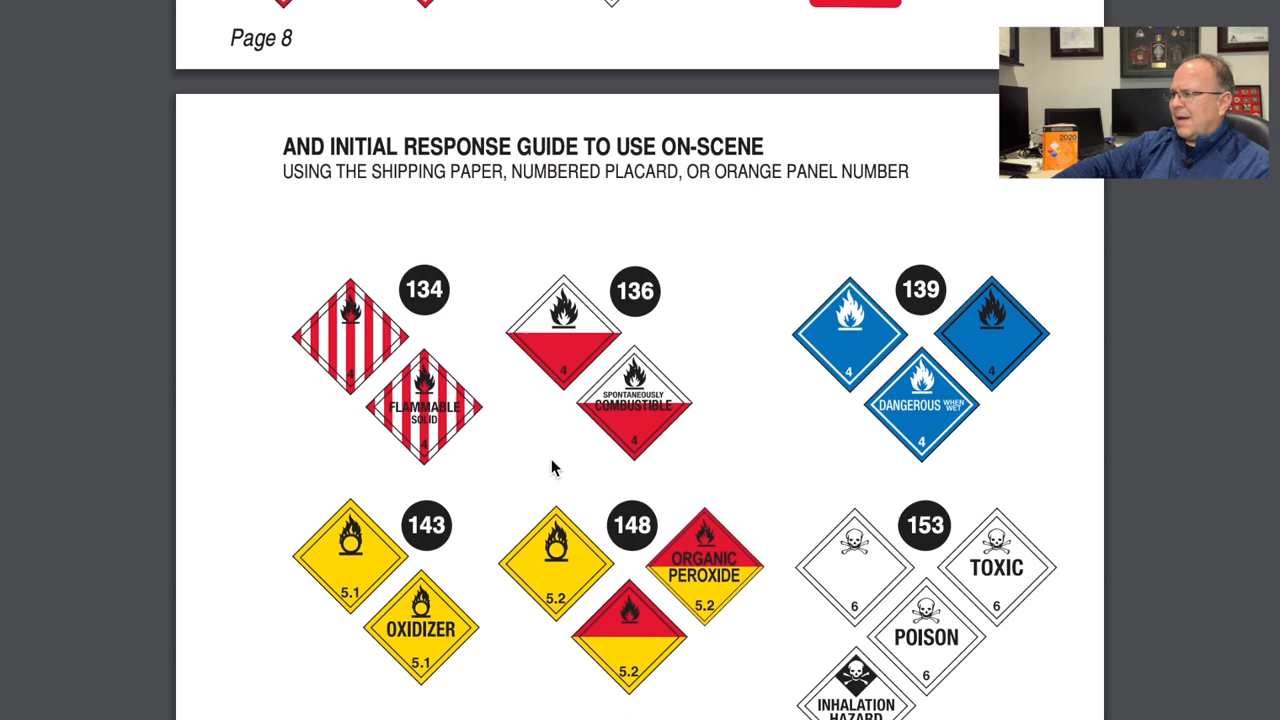 Page 8
2020
AND INITIAL RESPONSE GUIDE TO USE ON-SCENE
USING THE SHIPPING PAPER, NUMBERED PLACARD, OR ORANGE PANEL NUMBER
134
4
FLAMMABLE
SOLID
4
136
4
SPONTANEOUSLY
COMBUSTIBLE
4
139
4
4
DANGEROUS WHEN WET
4
143
5.1
OXIDIZER
5.1
148
5.2
ORGANIC
PEROXIDE
5.2
5.2
153
6
TOXIC
6
POISON
6
INHALATION
HAZARD